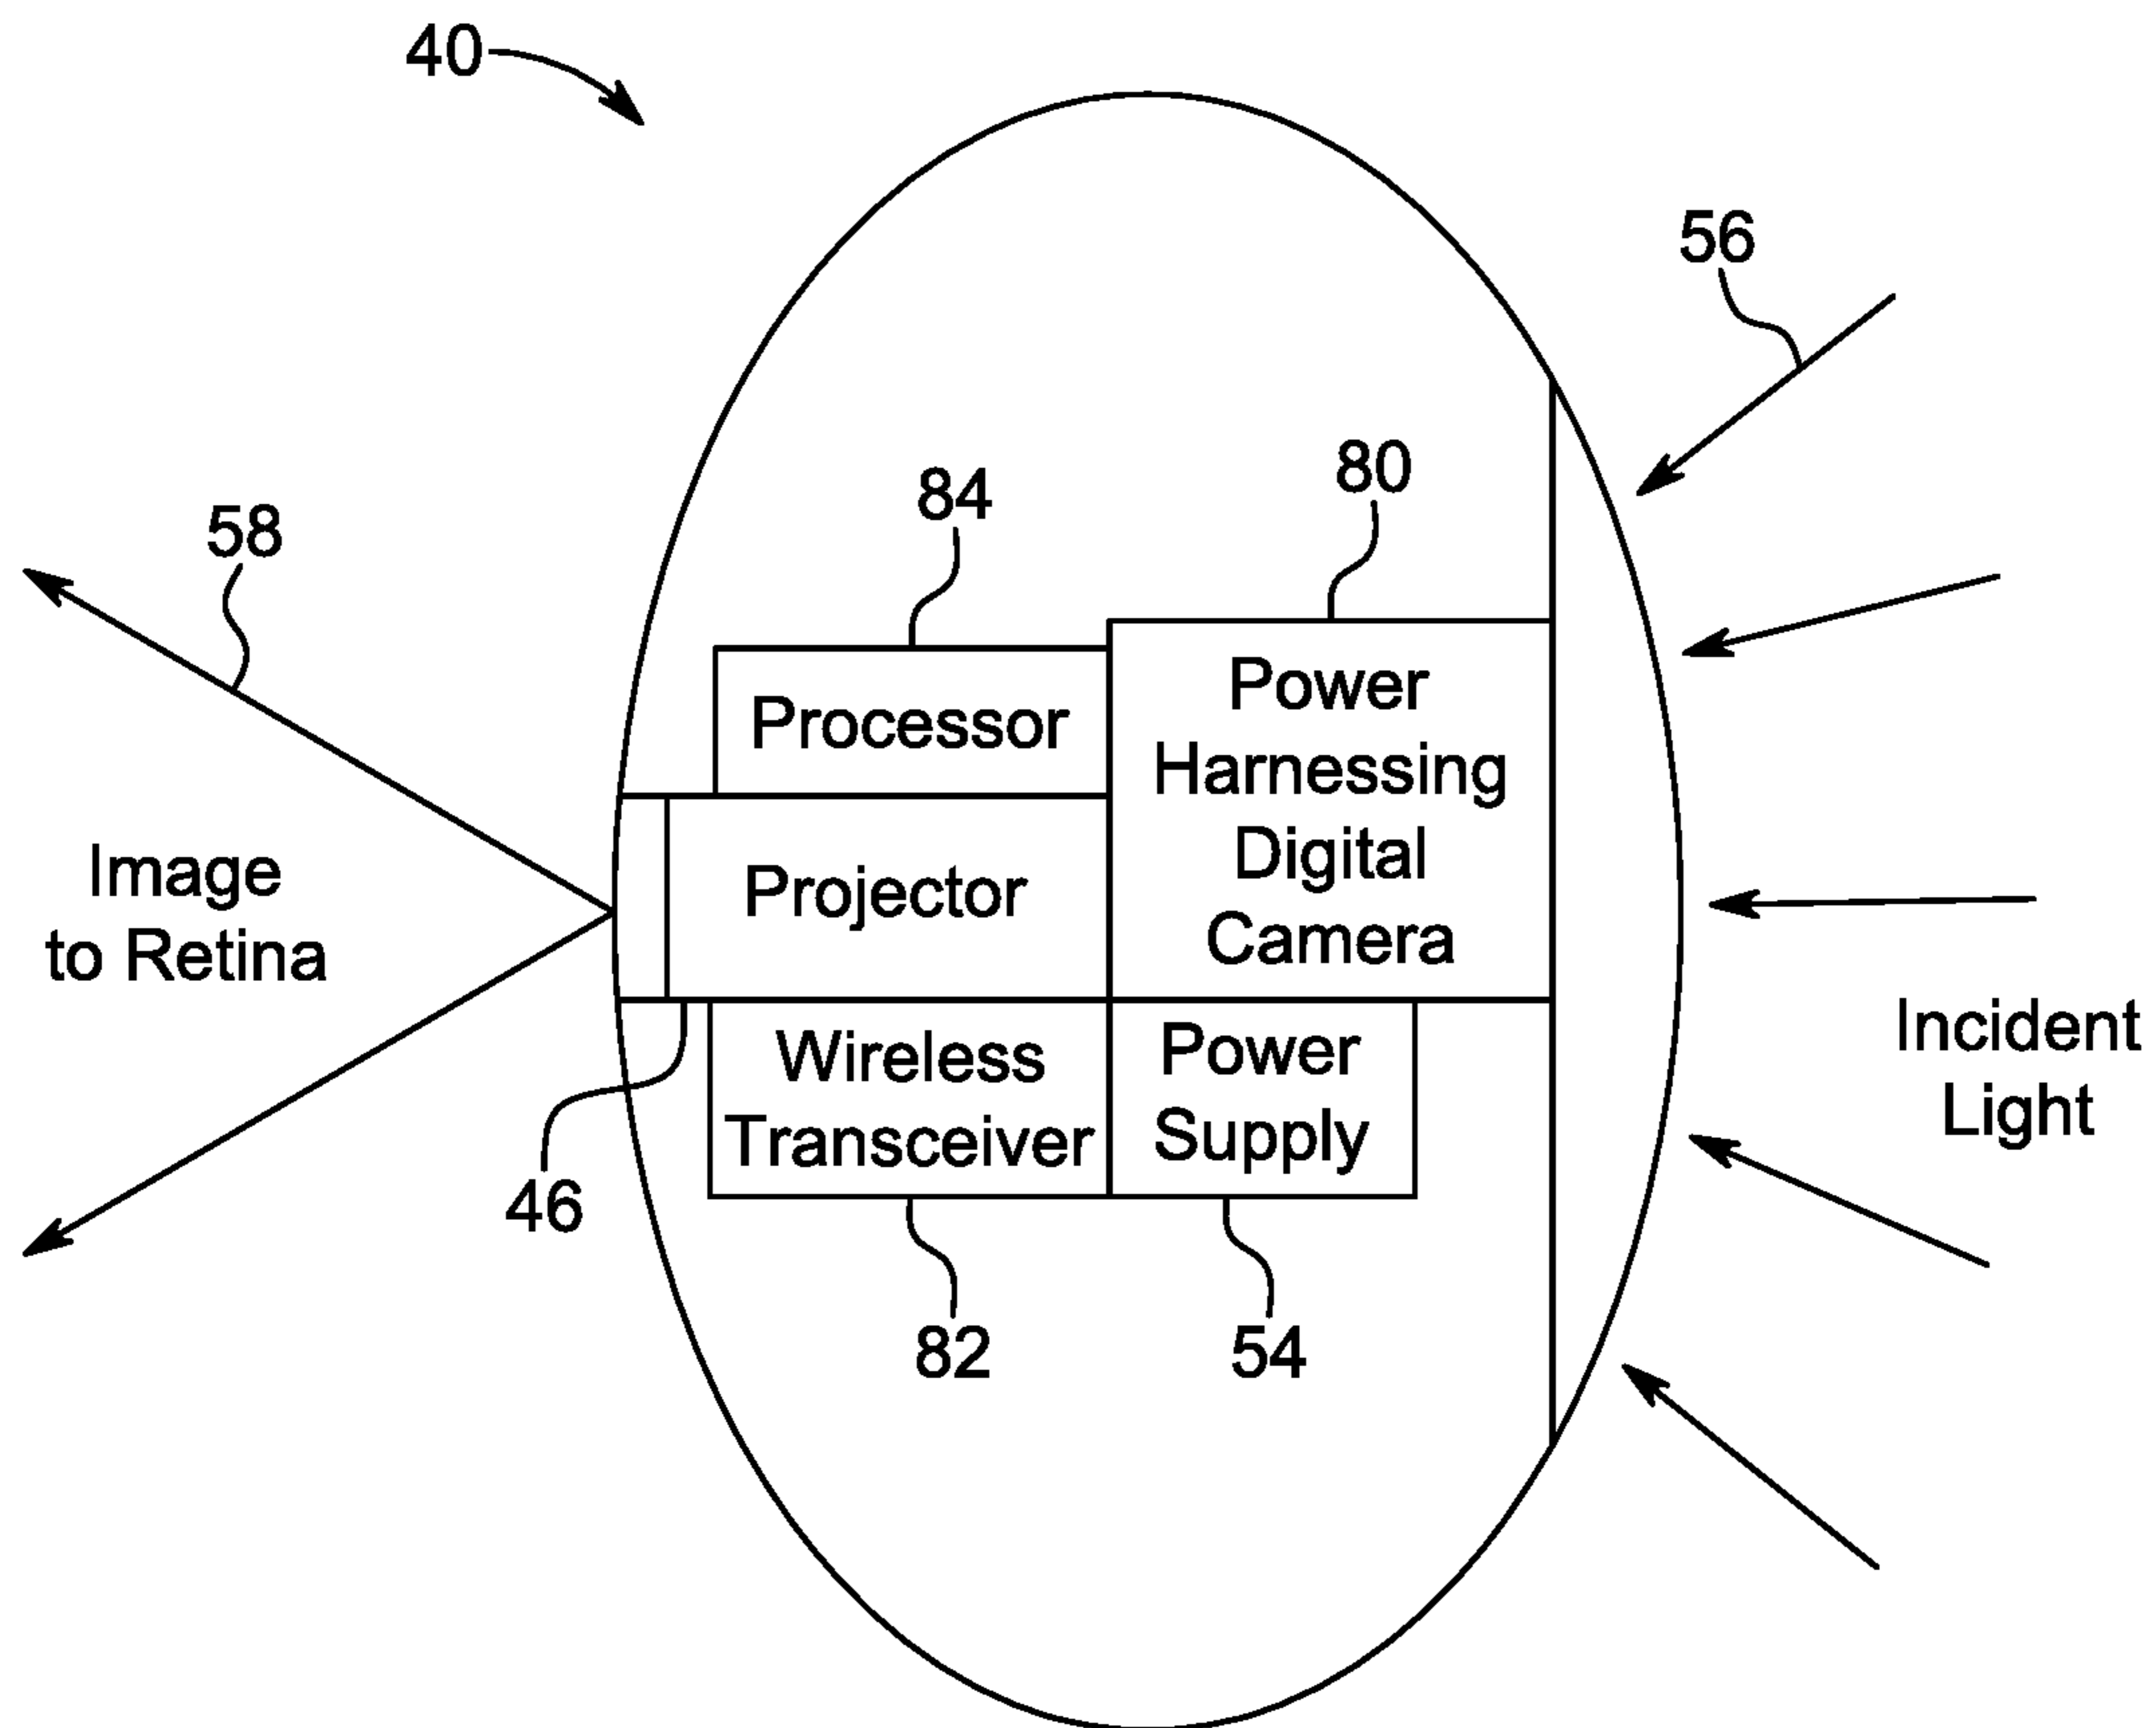 40
56
80
84
58
Processor
Power
Harnessing
Digital
Camera
Projector
Image
to Retina
Wireless
Transceiver
Power
Supply
Incident
Light
46
82
54